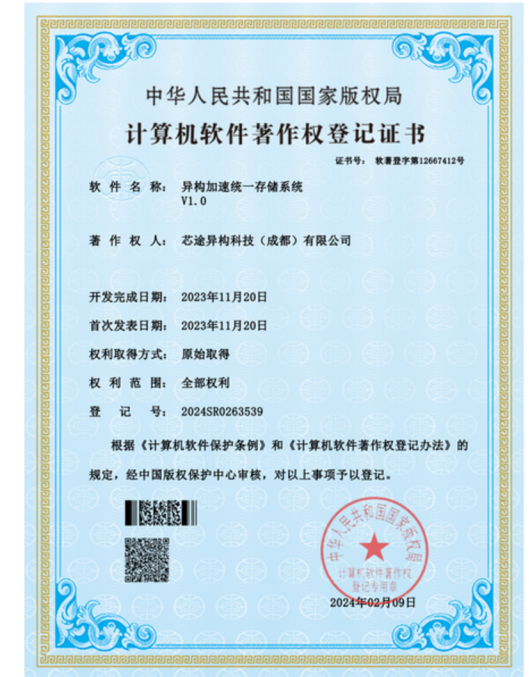 中华人民共和国国家版权局
计算机软件著作权登记证书
证书号： 软著登字第12667412号
软件名称： 异构加速统一存储系统
V1.0
著作权人： 芯途异构科技（成都）有限公司
开发完成日期： 2023年11月20日
首次发表日期： 2023年11月20日
权利取得方式： 原始取得
权利范围： 全部权利
登记号： 2024SR0263539
根据《计算机软件保护条例》和《计算机软件著作权登记办法》的
规定，经中国版权保护中心审核，对以上事项予以登记。
中华人民共和国国家版权局
计算机软件著作权
登记专用章
2024年02月09日